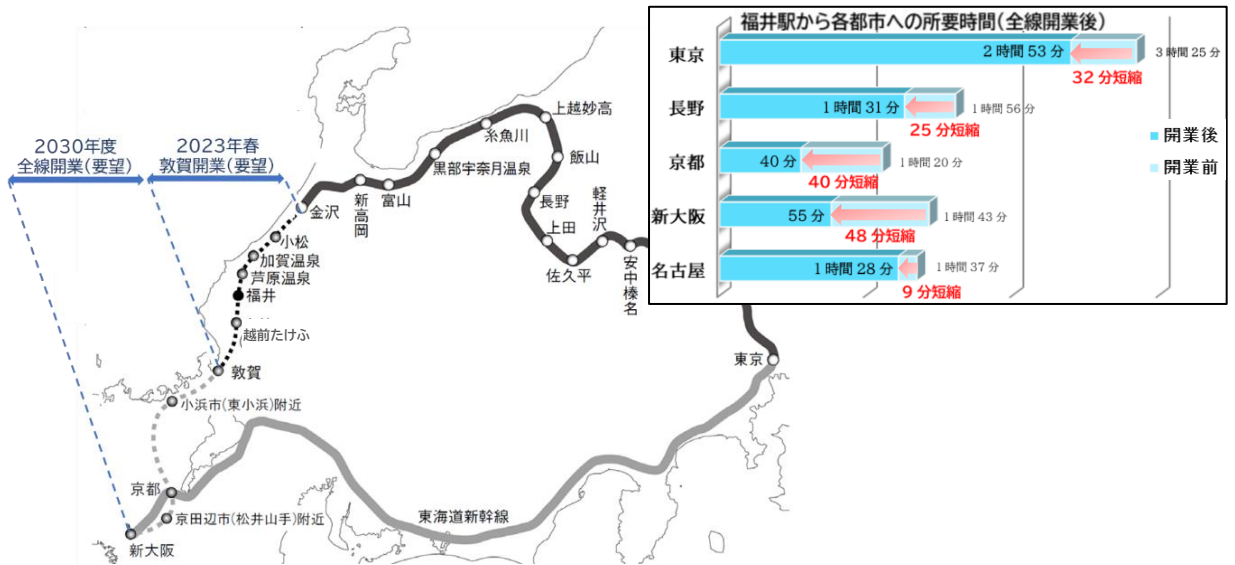 福井駅から各都市への所要時間(全線開業後)
東京
2時間53分
3時間25分
32分短縮
長野
1時間31分
1時間56分
25分短縮
京都
40分
1時間20分
40分短縮
新大阪
55分
1時間43分
48分短縮
名古屋
1時間28分
1時間37分
9分短縮
開業後
開業前
2030年度
全線開業(要望)
2023年春
敦賀開業(要望)
上越妙高
糸魚川
飯山
黒部宇奈月温泉
長野
軽井沢
金沢
新高岡
富山
上田
佐久平
安中榛名
小松
加賀温泉
芦原温泉
福井
越前たけふ
敦賀
東京
小浜市(東小浜)附近
京都
京田辺市(松井山手)附近
新大阪
東海道新幹線